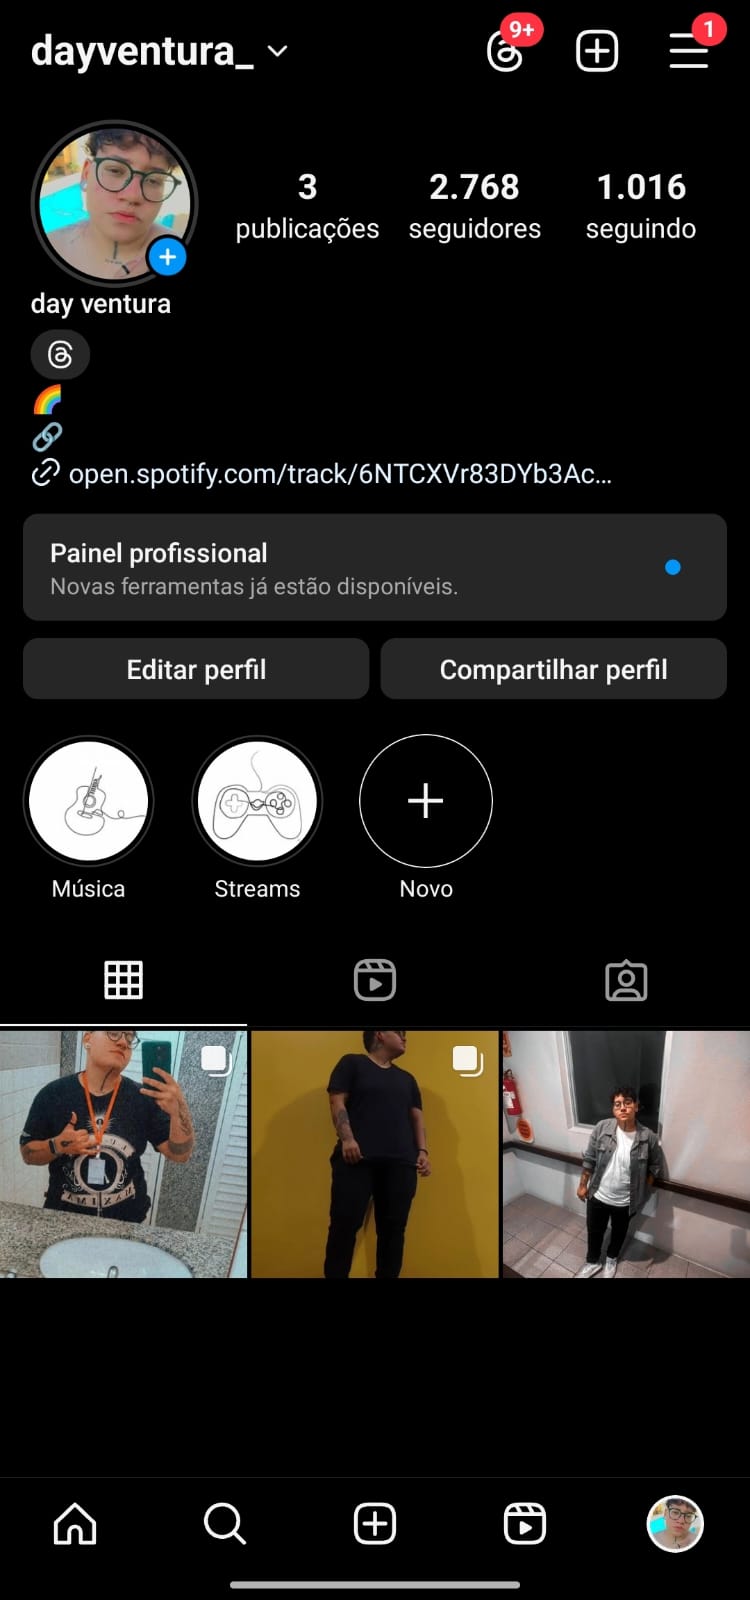 dayventura_
9+
1
3
2.768
1.016
publicações
seguidores
seguindo
day ventura
open.spotify.com/track/6NTCXVr83DYb3Ac...
Painel profissional
Novas ferramentas já estão disponíveis.
Editar perfil
Compartilhar perfil
Música
Streams
Novo